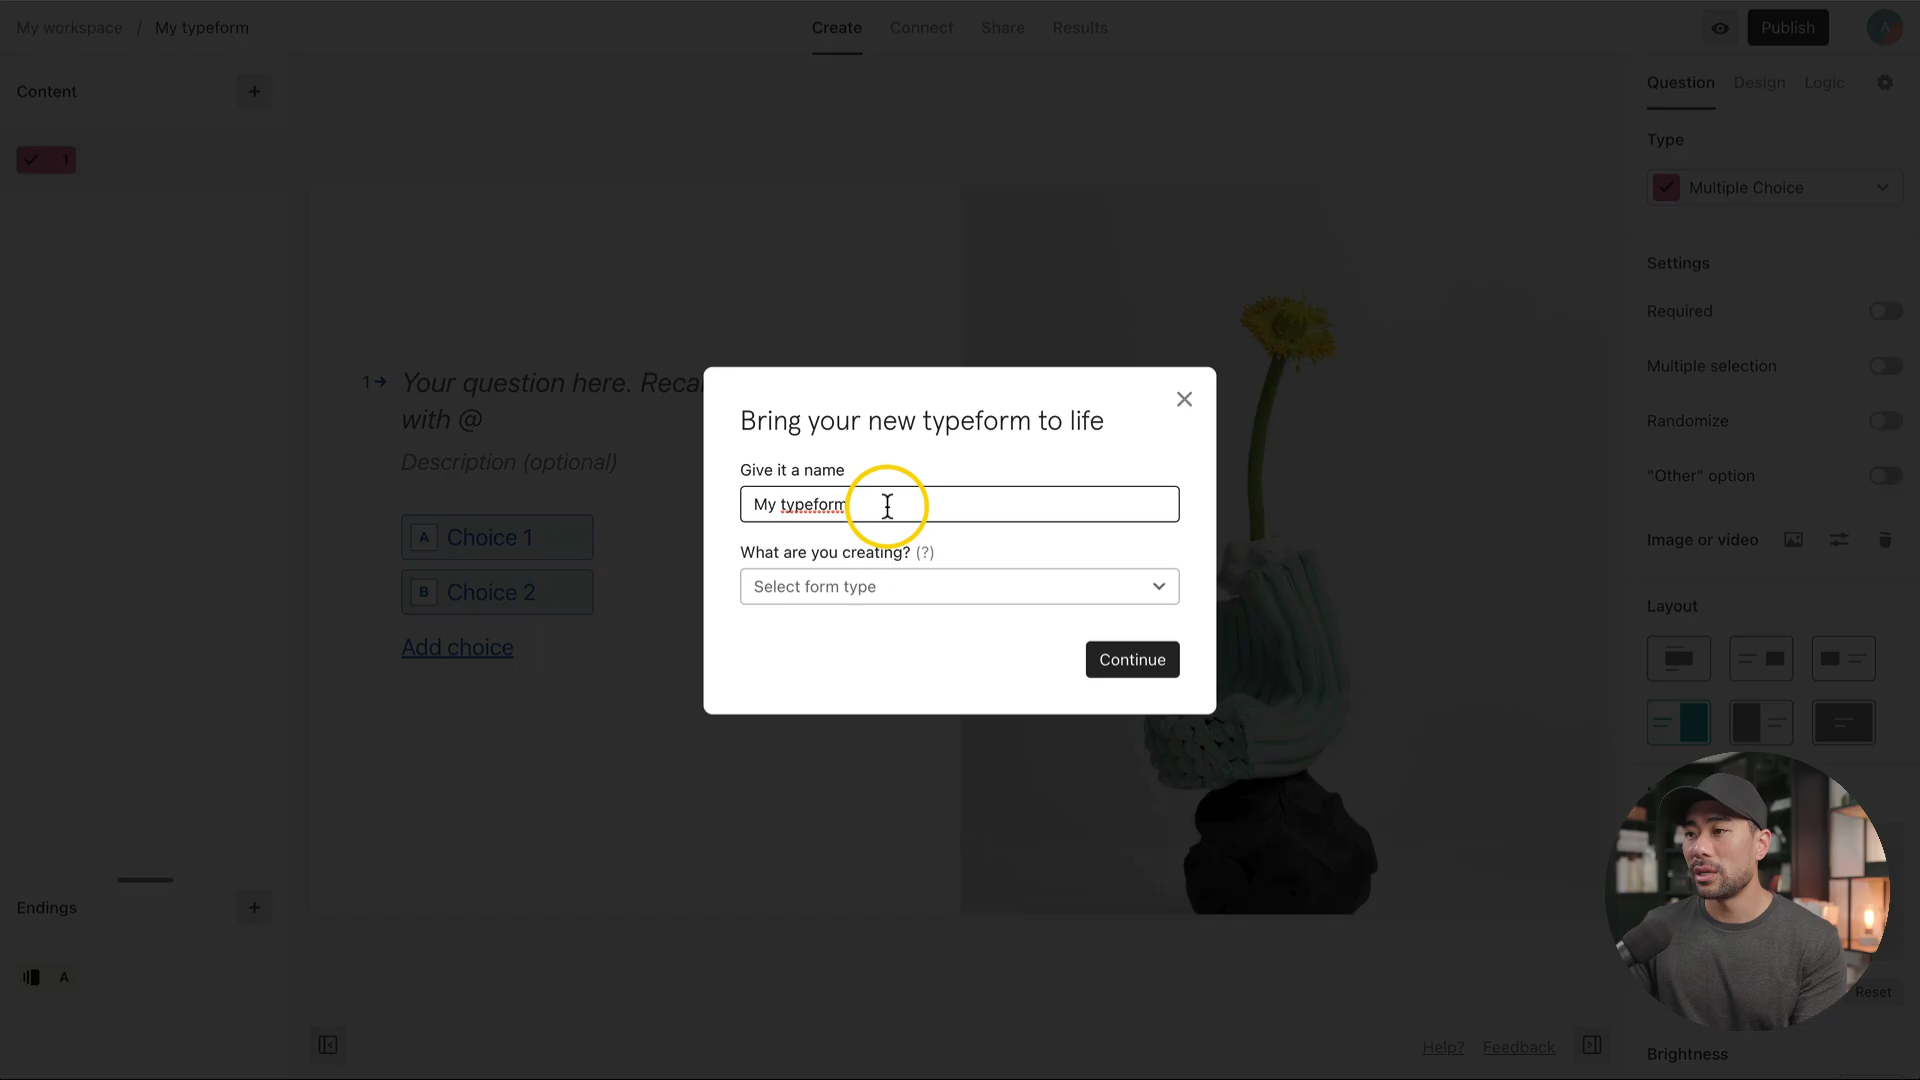 My workspace / My typeform
Create Connect Share Results
Publish
A
Content
+
1
Question Design Logic
Type
Multiple Choice
Settings
Required
Multiple selection
Randomize
"Other" option
Image or video
Layout
1 Your question here. Reca
with @
Description (optional)
A Choice 1
B Choice 2
Add choice
Bring your new typeform to life
Give it a name
My typeform
What are you creating? (?)
Select form type
Continue
Endings
+
A
Reset
Help? Feedback
Brightness